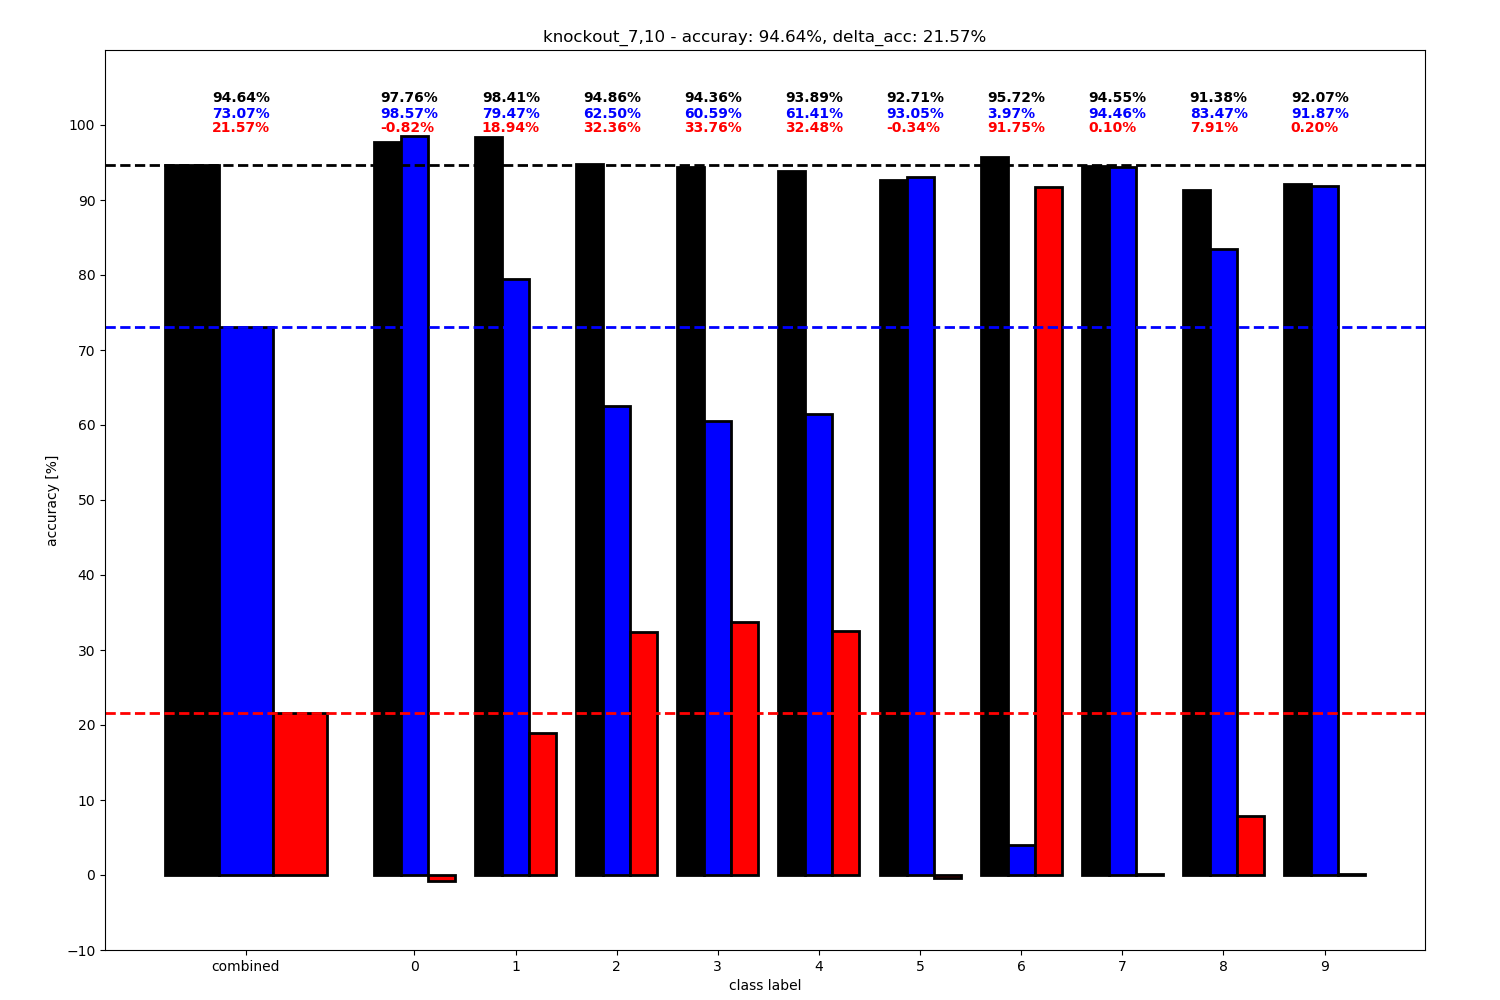 knockout_7,10 - accuray: 94.64%, delta_acc: 21.57%
94.64% 97.76% 98.41% 94.86% 94.36% 93.89% 92.71% 95.72% 94.55% 91.38% 92.07%
73.07% 98.57% 79.47% 62.50% 60.59% 61.41% 93.05% 3.97% 94.46% 83.47% 91.87%
21.57% -0.82% 18.94% 32.36% 33.76% 32.48% -0.34% 91.75% 0.10% 7.91% 0.20%
100
90
80
70
60
50
40
30
20
10
0
−10
accuracy [%]
combined 0 1 2 3 4 5 6 7 8 9
class label